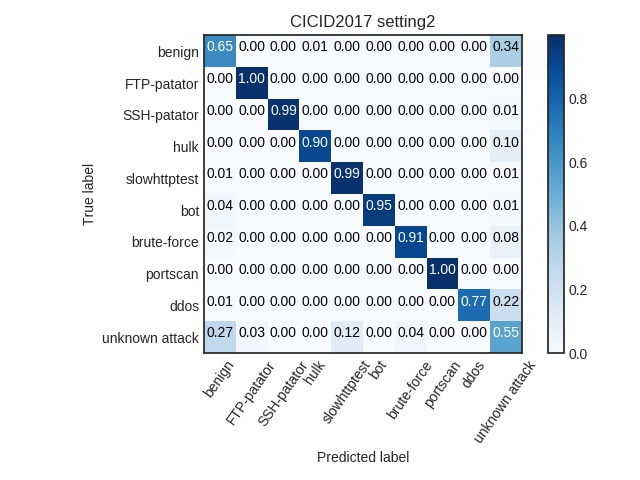 CICID2017 setting2
benign 0.65 0.00 0.00 0.01 0.00 0.00 0.00 0.00 0.00 0.34
FTP-patator 0.00 1.00 0.00 0.00 0.00 0.00 0.00 0.00 0.00 0.00
SSH-patator 0.00 0.00 0.99 0.00 0.00 0.00 0.00 0.00 0.00 0.01
hulk 0.00 0.00 0.00 0.90 0.00 0.00 0.00 0.00 0.00 0.10
slowhttptest 0.01 0.00 0.00 0.00 0.99 0.00 0.00 0.00 0.00 0.01
bot 0.04 0.00 0.00 0.00 0.00 0.95 0.00 0.00 0.00 0.01
brute-force 0.02 0.00 0.00 0.00 0.00 0.00 0.91 0.00 0.00 0.08
portscan 0.00 0.00 0.00 0.00 0.00 0.00 0.00 1.00 0.00 0.00
ddos 0.01 0.00 0.00 0.00 0.00 0.00 0.00 0.00 0.77 0.22
unknown attack 0.27 0.03 0.00 0.00 0.12 0.00 0.04 0.00 0.00 0.55
True label
benign FTP-patator SSH-patator hulk slowhttptest bot brute-force portscan ddos unknown attack
Predicted label
0.8
0.6
0.4
0.2
0.0